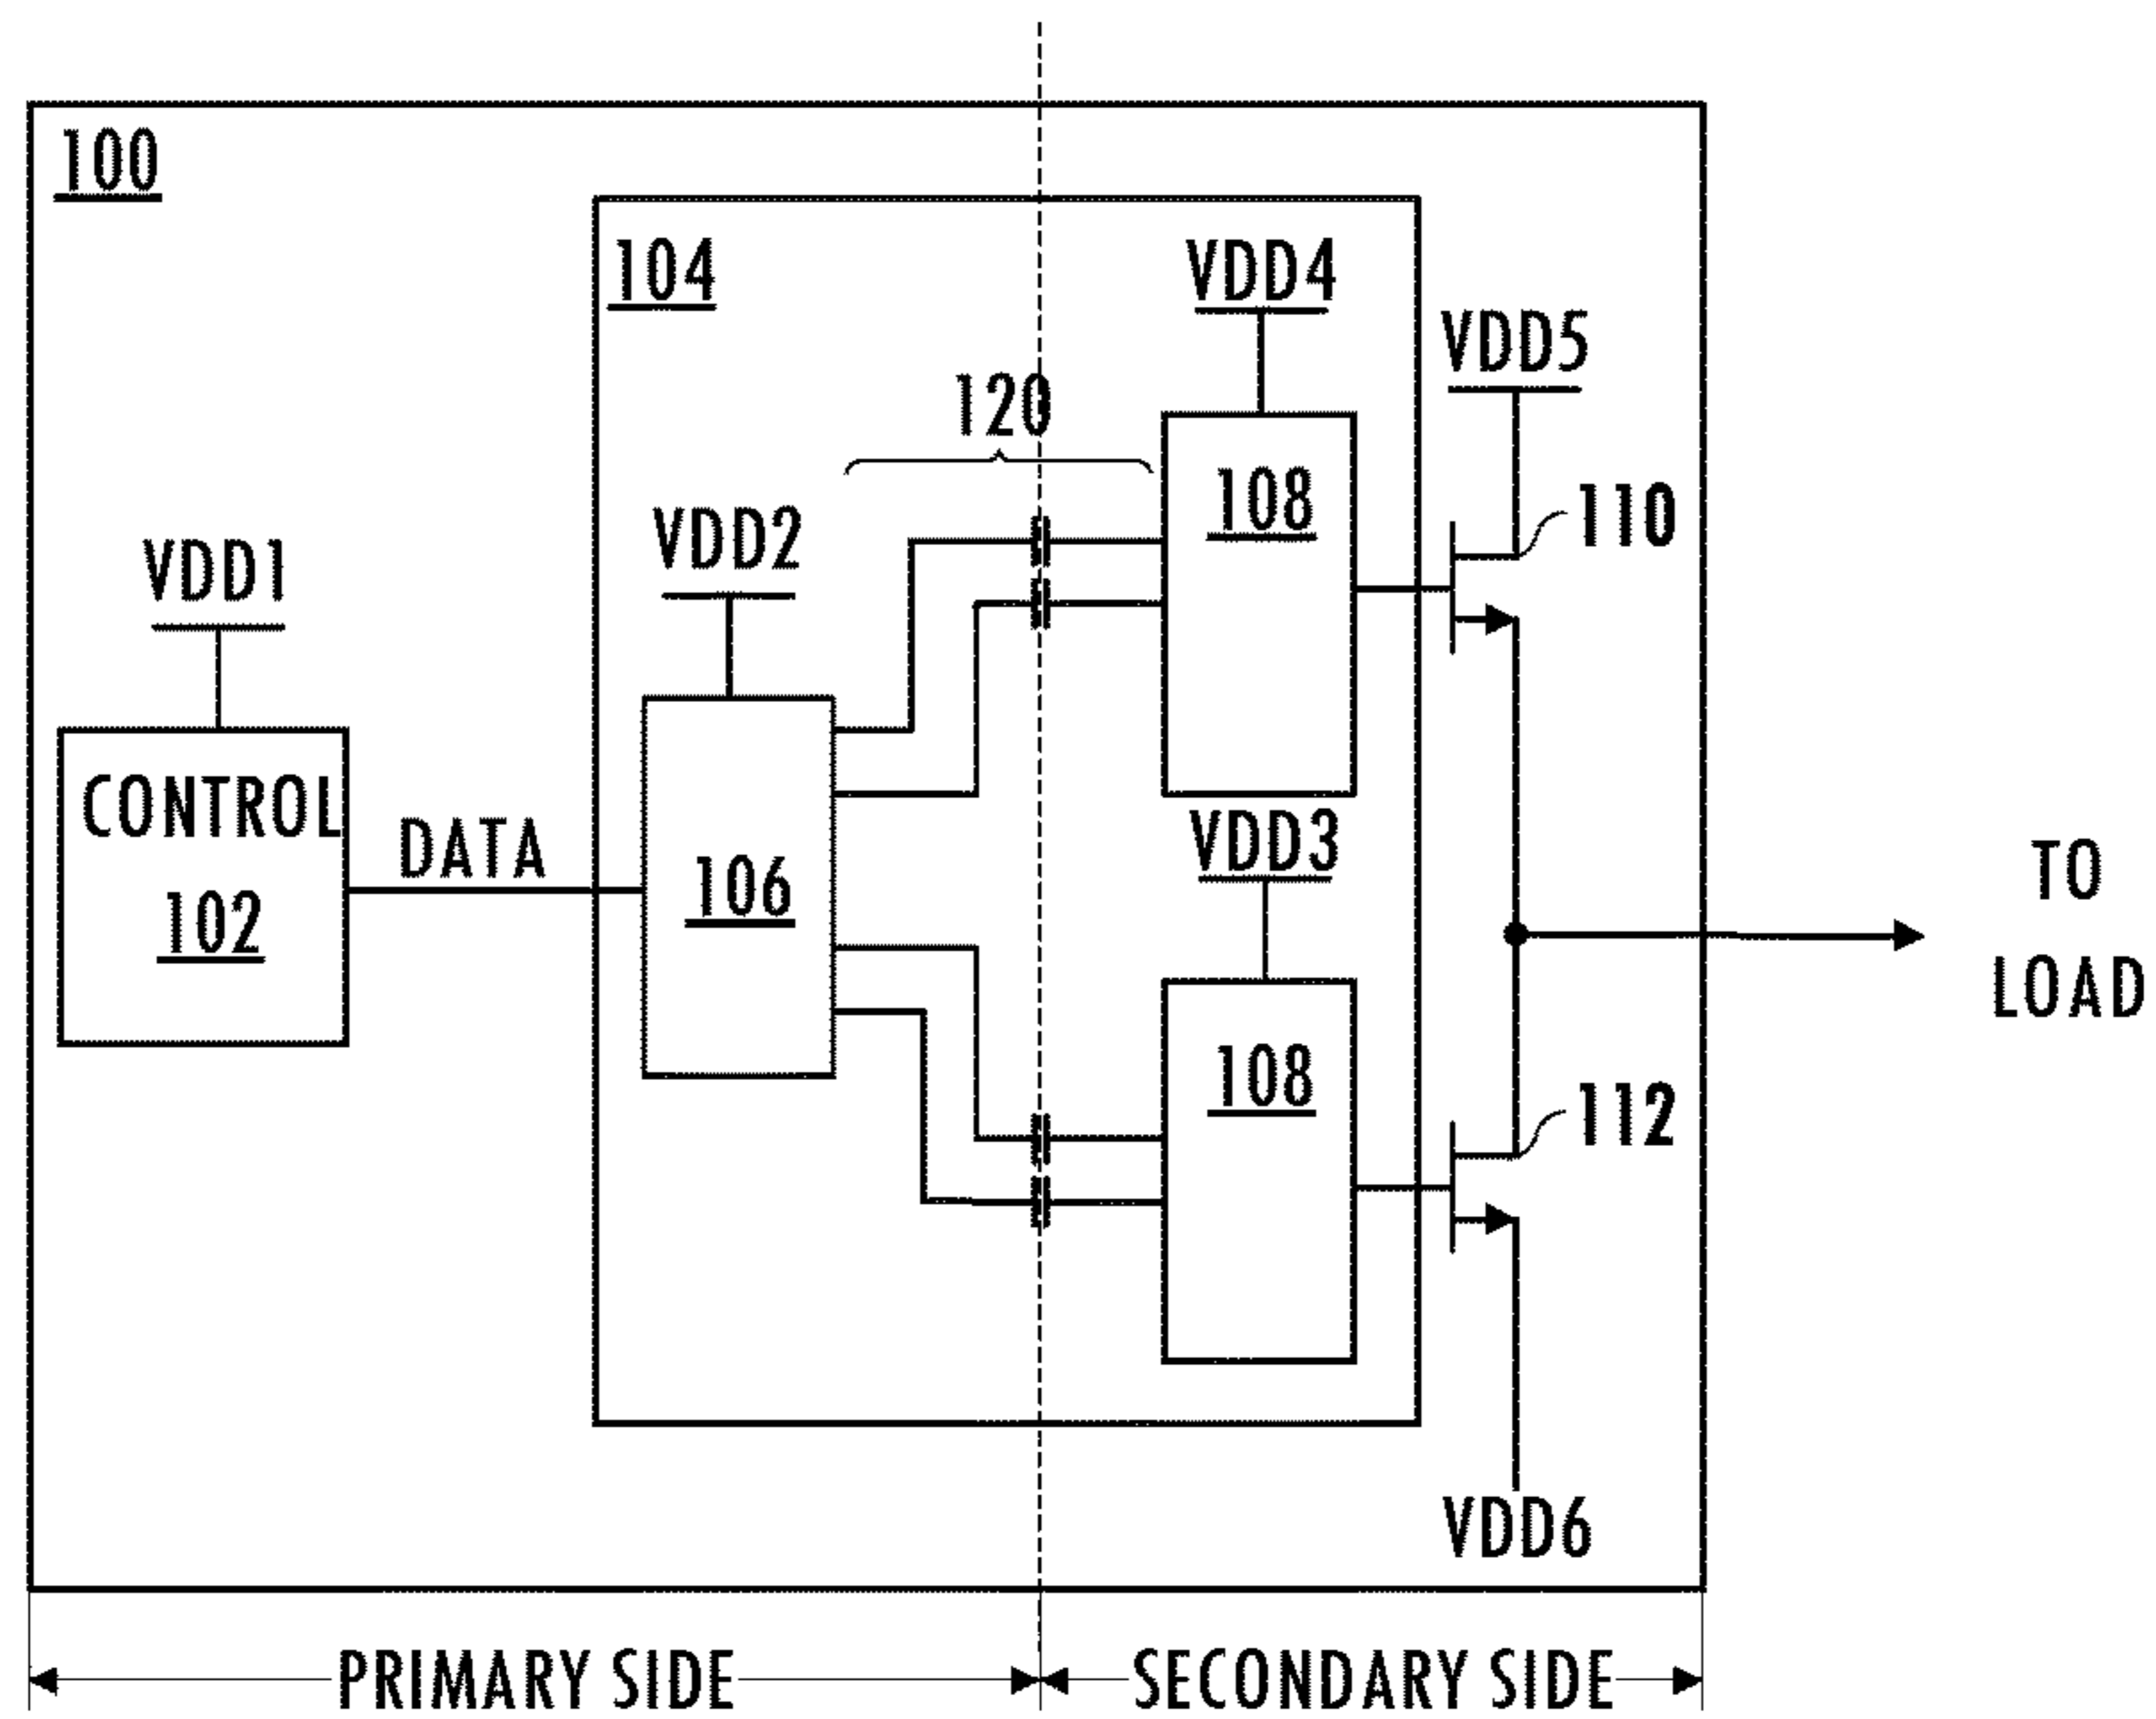 100
104
VDD4
VDD5
120
108
110
VDD2
VDD1
CONTROL
102
DATA
106
VDD3
TO
LOAD
108
112
VDD6
PRIMARY SIDE
SECONDARY SIDE